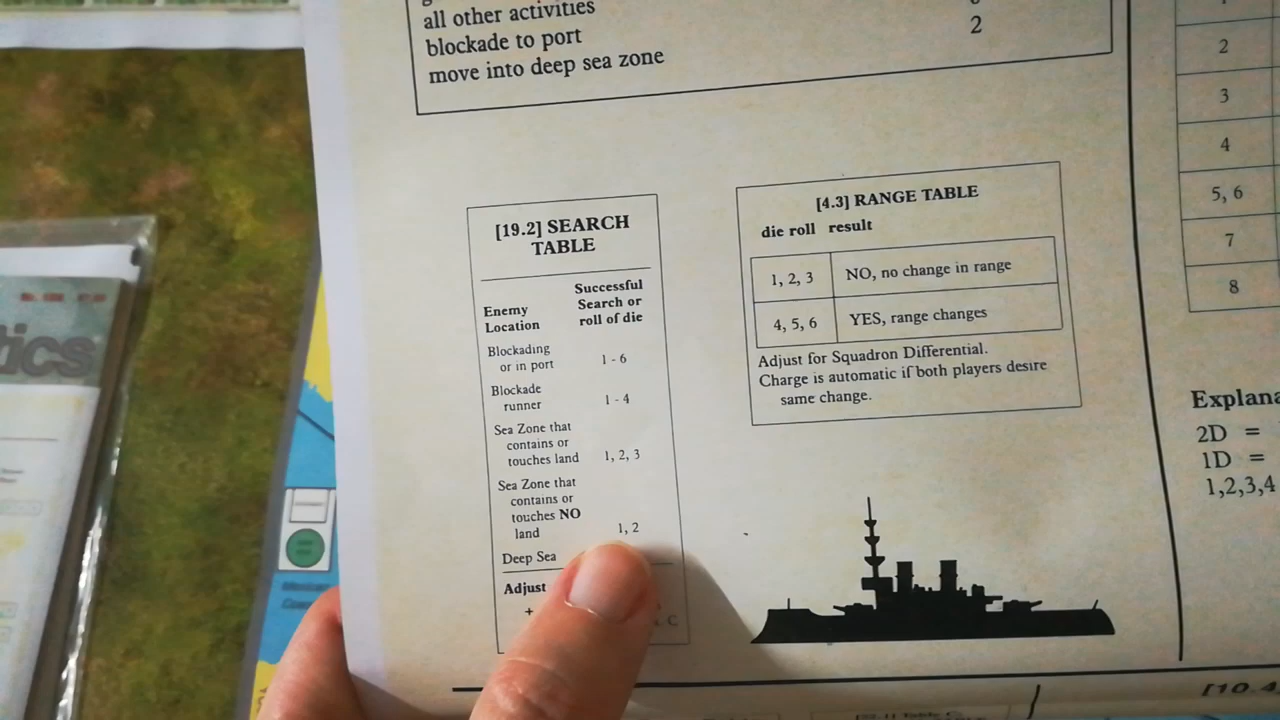 all other activities
blockade to port
move into deep sea zone
2
[19.2] SEARCH
TABLE
Enemy
Location
Successful
Search or
roll of die
Blockading
or in port
1 - 6
Blockade
runner
1 - 4
Sea Zone that
contains or
touches land
1, 2, 3
Sea Zone that
contains or
touches NO
land
1, 2
Deep Sea
Adjust
+
C
[4.3] RANGE TABLE
die roll result
1, 2, 3 NO, no change in range
4, 5, 6 YES, range changes
Adjust for Squadron Differential.
Charge is automatic if both players desire
same change.
2
3
4
5, 6
7
8
Explana
2D =
1D =
1,2,3,4
[10.4
tics